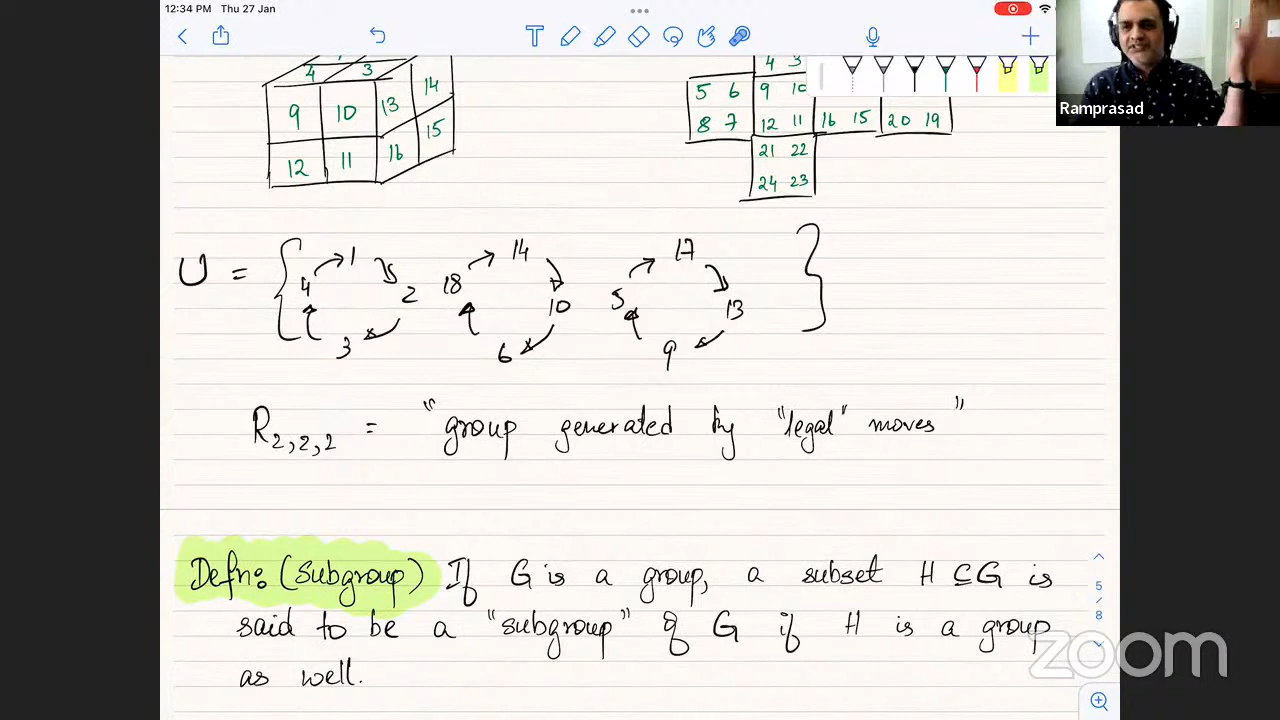 12:34 PM Thu 27 Jan
Ramprasad
4 3
9 10 13 14
12 11 16 15
4 3
5 6 9 10
8 7 12 11 16 15 20 19
21 22
24 23
U = { 4 1 2 3 18 14 10 6 5 17 13 9 }
R2,2,2 = "group generated by "legal" moves"
Defn: (Subgroup) If G is a group, a subset H ⊆ G is
said to be a "subgroup" of G if H is a group
as well.
5/8
zoom